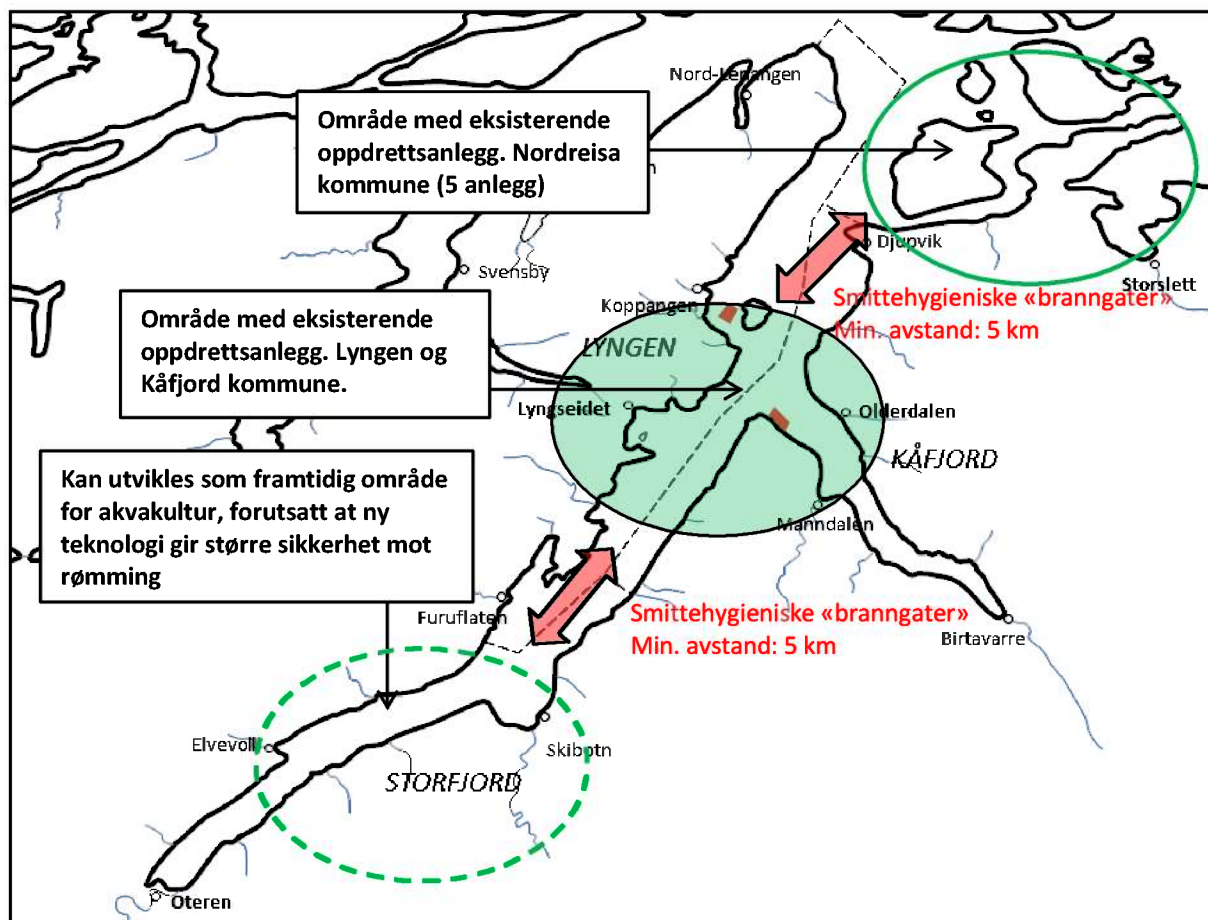 Nord-Lenangen
Område med eksisterende
oppdrettsanlegg. Nordreisa
kommune (5 anlegg)
n
Djupvik
Svensby
Storslett
Koppangen
Smittehygieniske «branngater»
Min. avstand: 5 km
Område med eksisterende
oppdrettsanlegg. Lyngen og
Kåfjord kommune.
LYNGEN
Lyngseidet
Olderdalen
KÅFJORD
Kan utvikles som framtidig område
for akvakultur, forutsatt at ny
teknologi gir større sikkerhet mot
rømming
Manndalen
Furuflaten
Smittehygieniske «branngater»
Min. avstand: 5 km
Birtavarre
Elvevoll
Skibotn
STORFJORD
Oteren